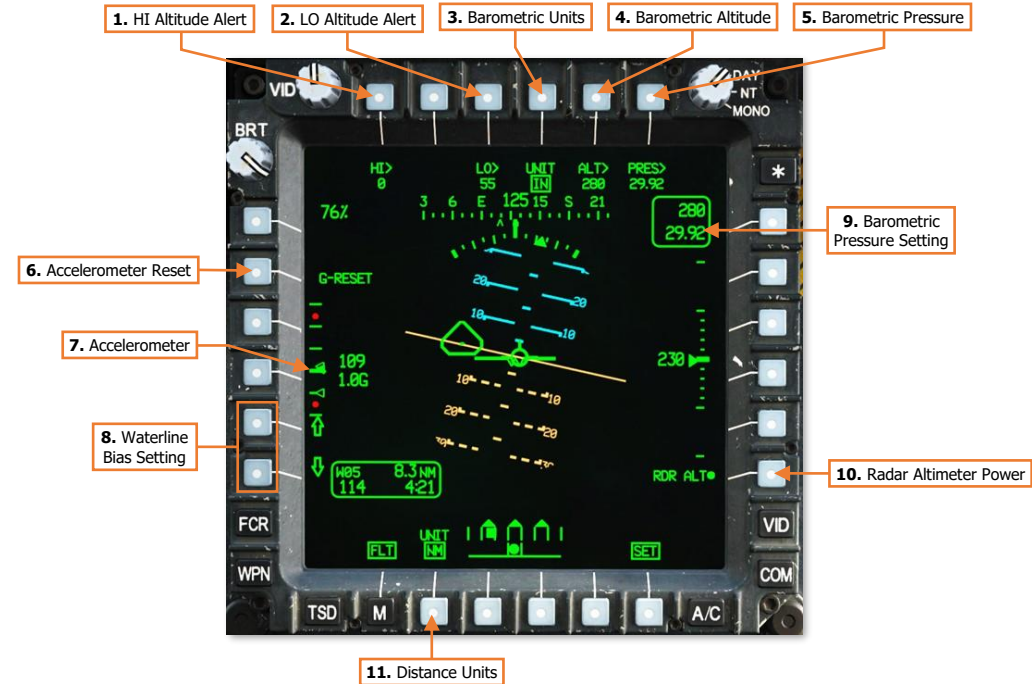 1. HI Altitude Alert
2. LO Altitude Alert
3. Barometric Units
4. Barometric Altitude
5. Barometric Pressure
VID
DAY
NT
MONO
BRT
HI> LO> UNIT ALT> PRES>
0 55 IN 280 29.92
*
76%
3 6 E 125 15 S 21
280
29.92
9. Barometric
Pressure Setting
6. Accelerometer Reset
G-RESET
20 20
10 10
7. Accelerometer
109
1.0G
230
10 10
20 20
30 30
8. Waterline
Bias Setting
W05 8.3 NM
114 4:21
RDR ALT
10. Radar Altimeter Power
FCR
VID
UNIT
FLT NM SET
WPN
COM
TSD M A/C
11. Distance Units